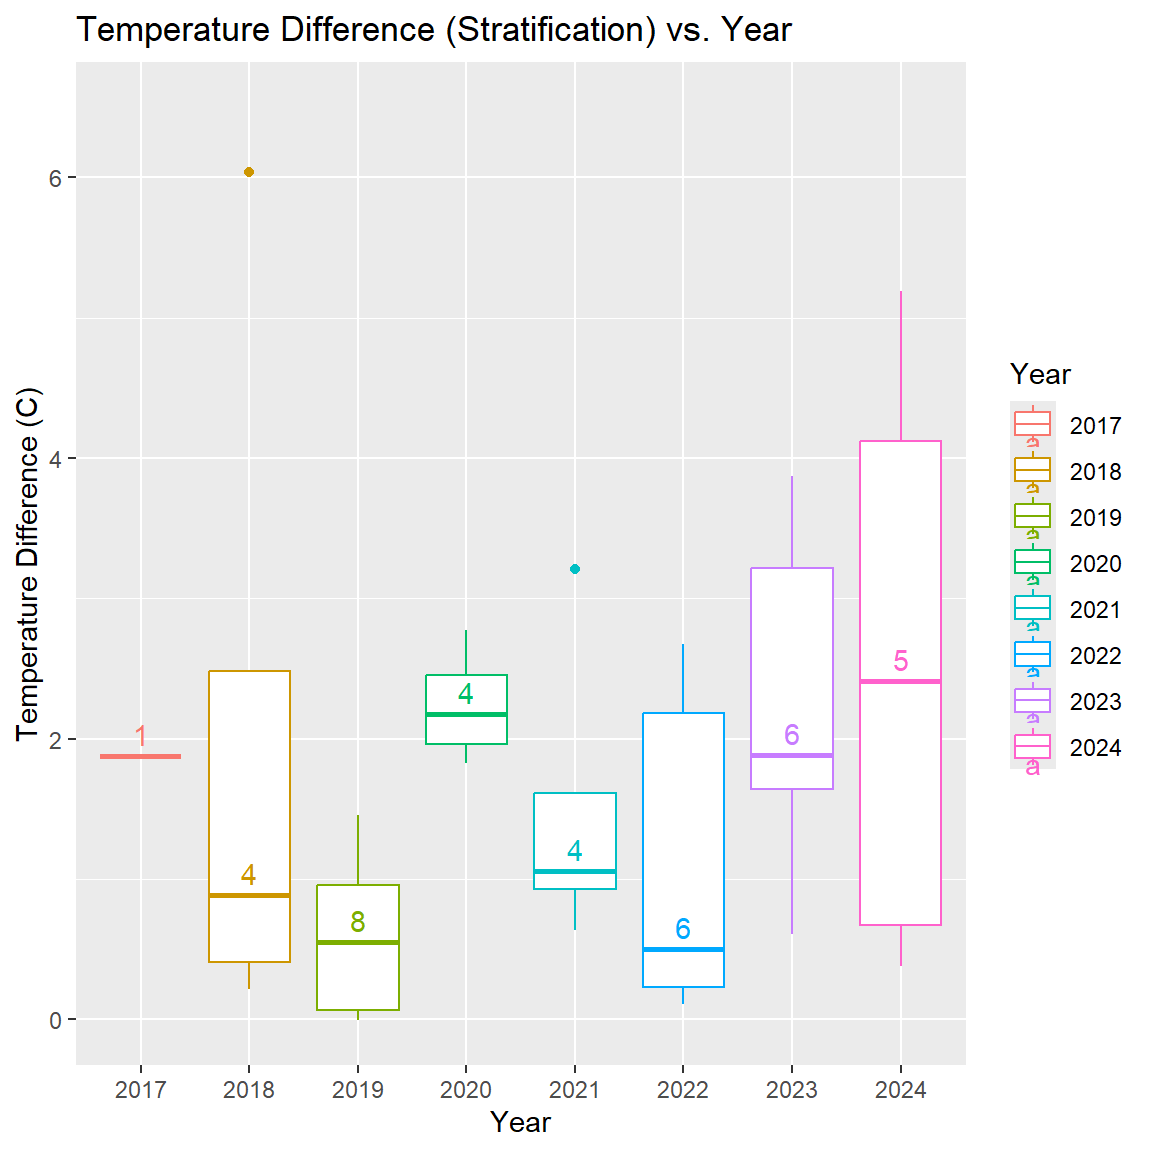 Temperature Difference (Stratification) vs. Year
Temperature Difference (C)
6
4
2
0
1
4
8
4
4
6
6
5
2017 2018 2019 2020 2021 2022 2023 2024
Year
Year
a 2017
a 2018
a 2019
a 2020
a 2021
a 2022
a 2023
a 2024